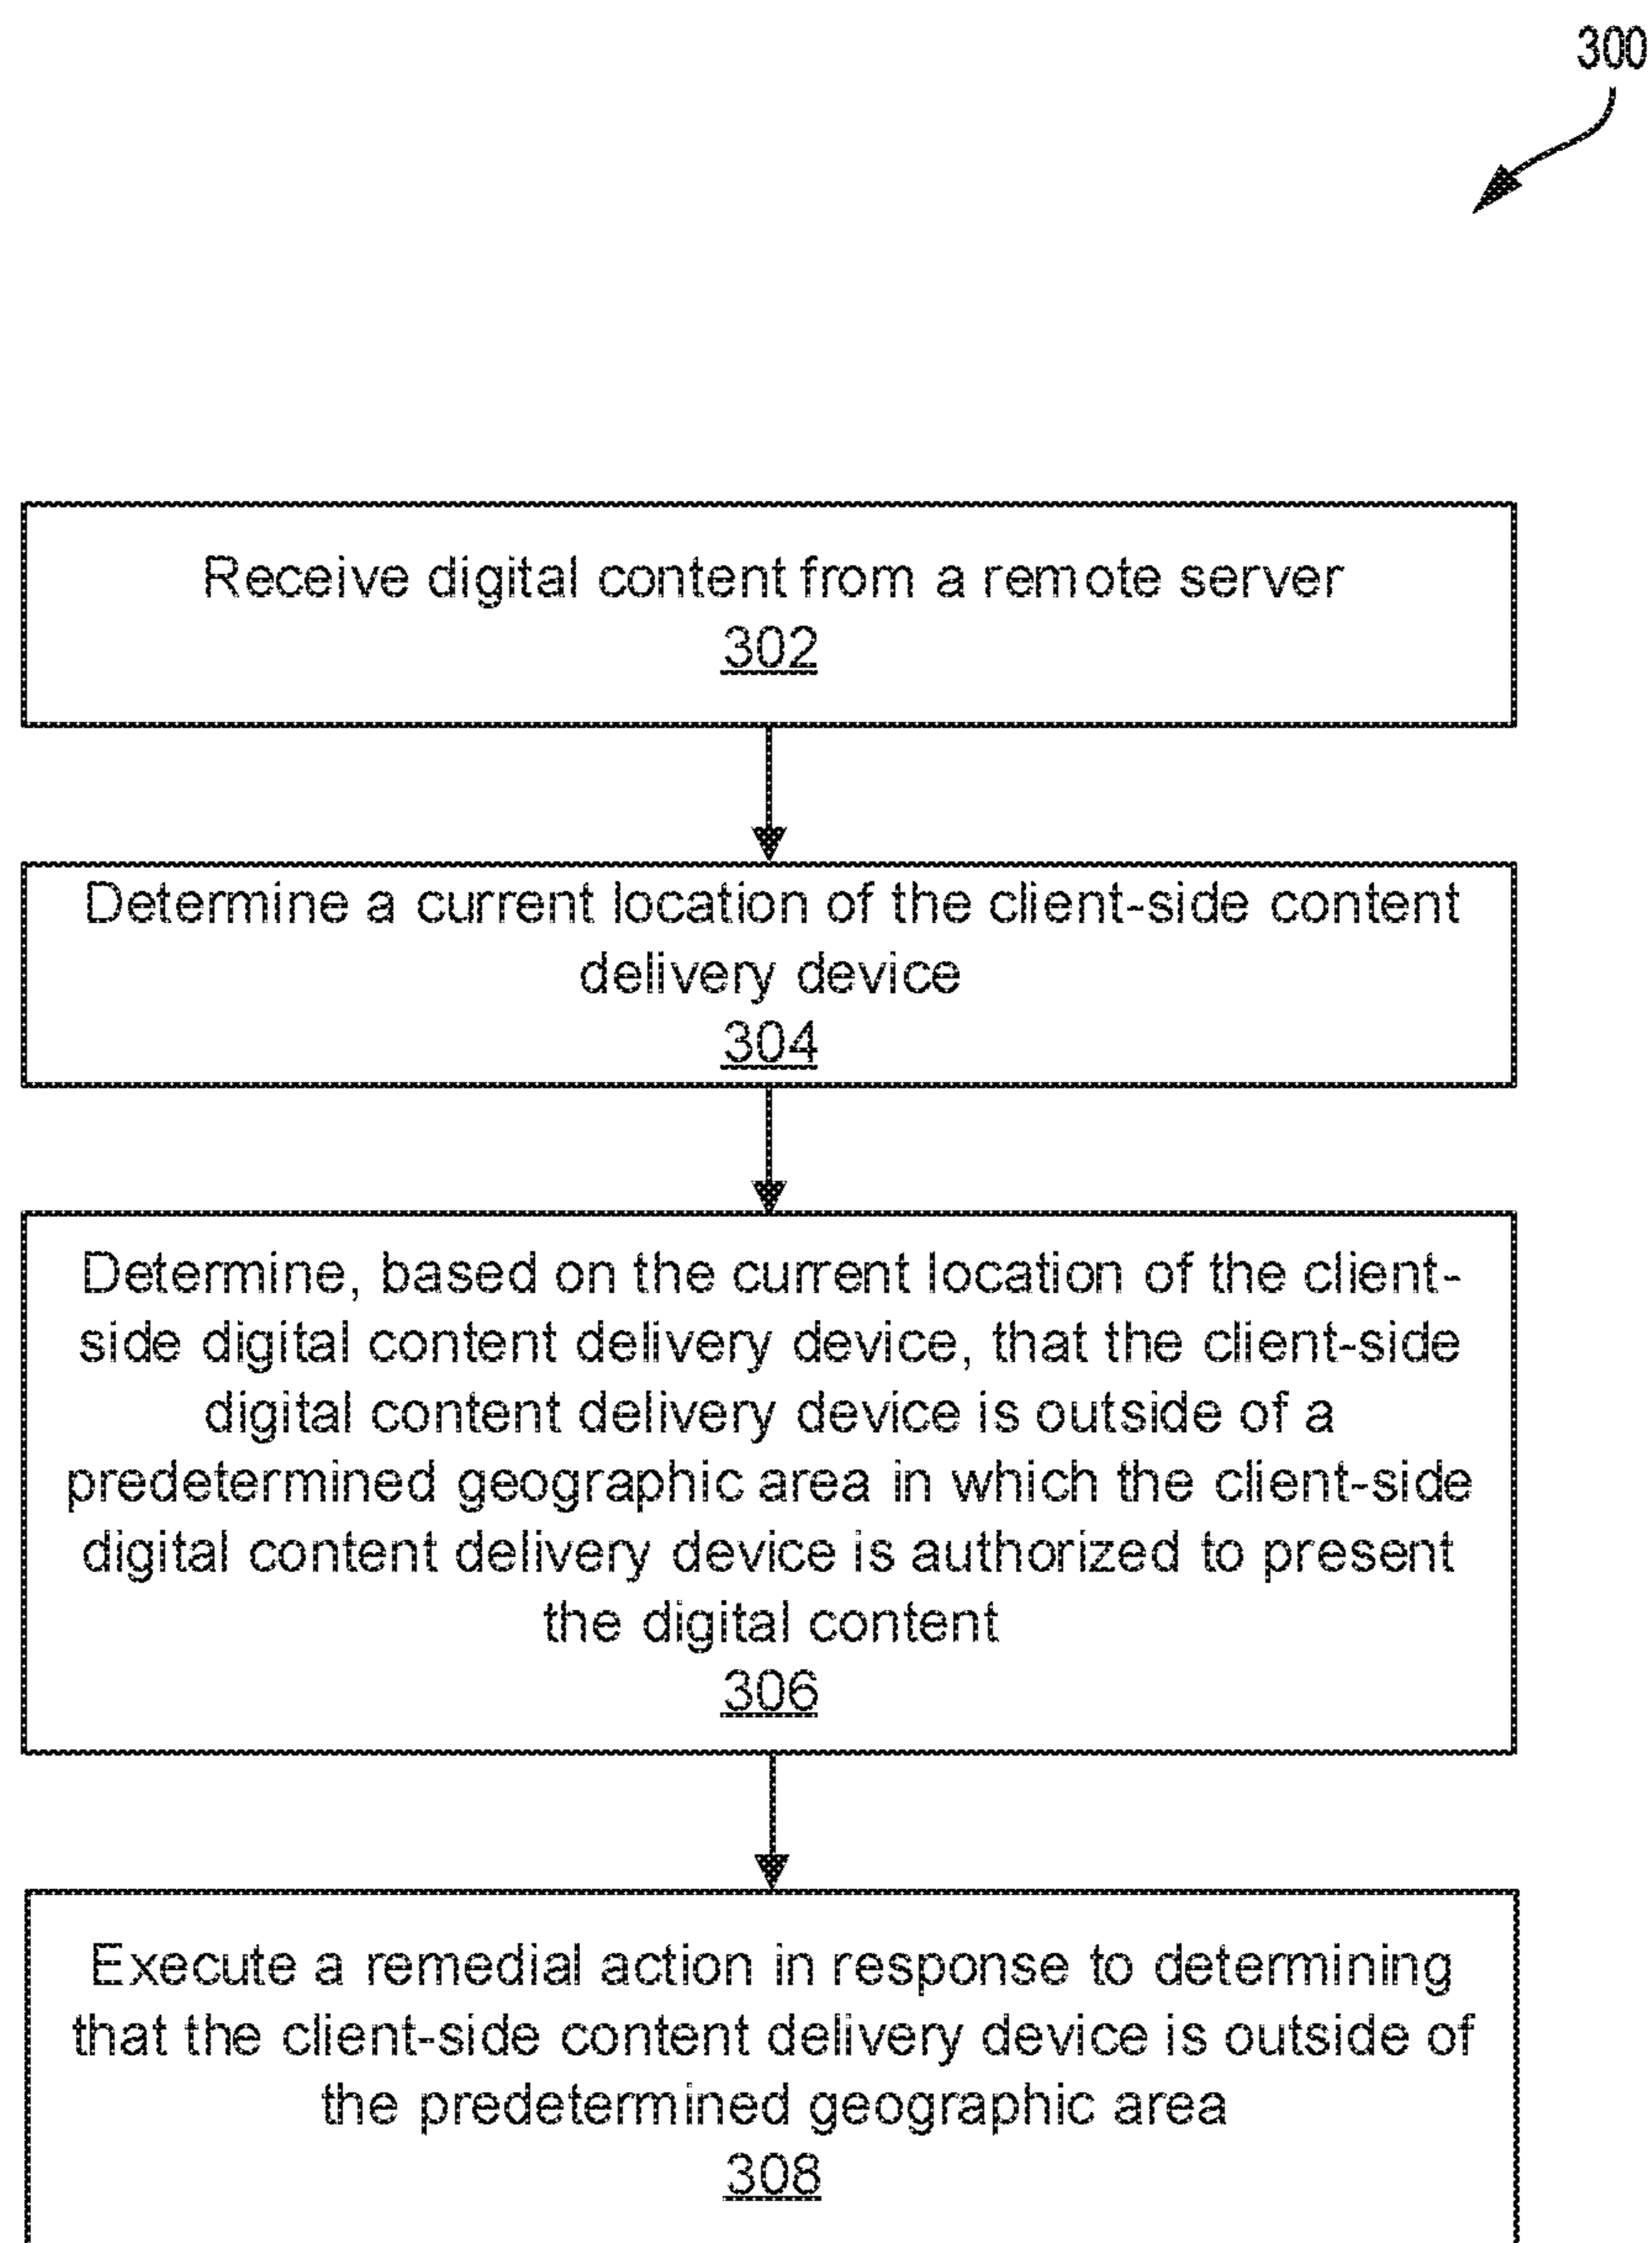 300
Receive digital content from a remote server
302
Determine a current location of the client-side content
delivery device
304
Determine, based on the current location of the client-
side digital content delivery device, that the client-side
digital content delivery device is outside of a
predetermined geographic area in which the client-side
digital content delivery device is authorized to present
the digital content
306
Execute a remedial action in response to determining
that the client-side content delivery device is outside of
the predetermined geographic area
308